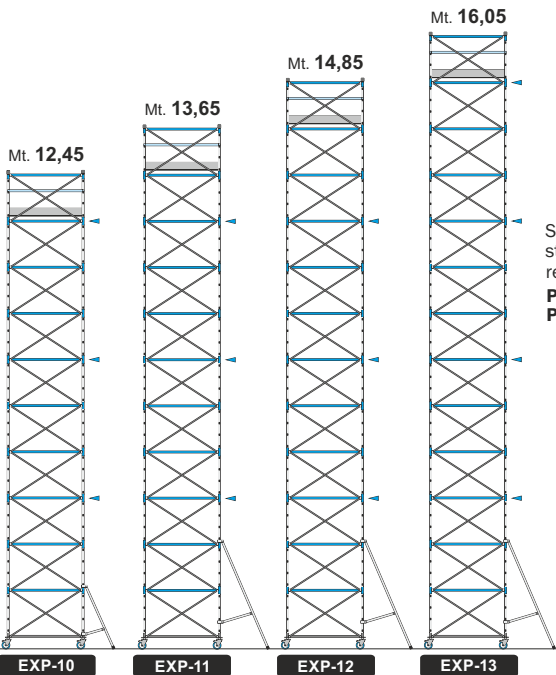 Mt. 16,05
Mt. 14,85
Mt. 13,65
Mt. 12,45
EXP-10
EXP-11
EXP-12
EXP-13